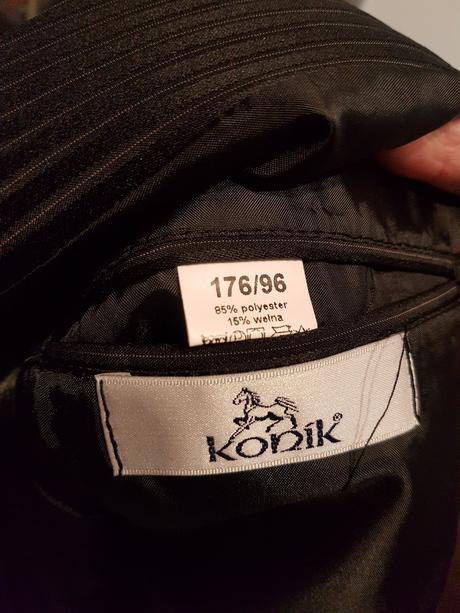 176/96
85% polyester
15% wełna
konik®